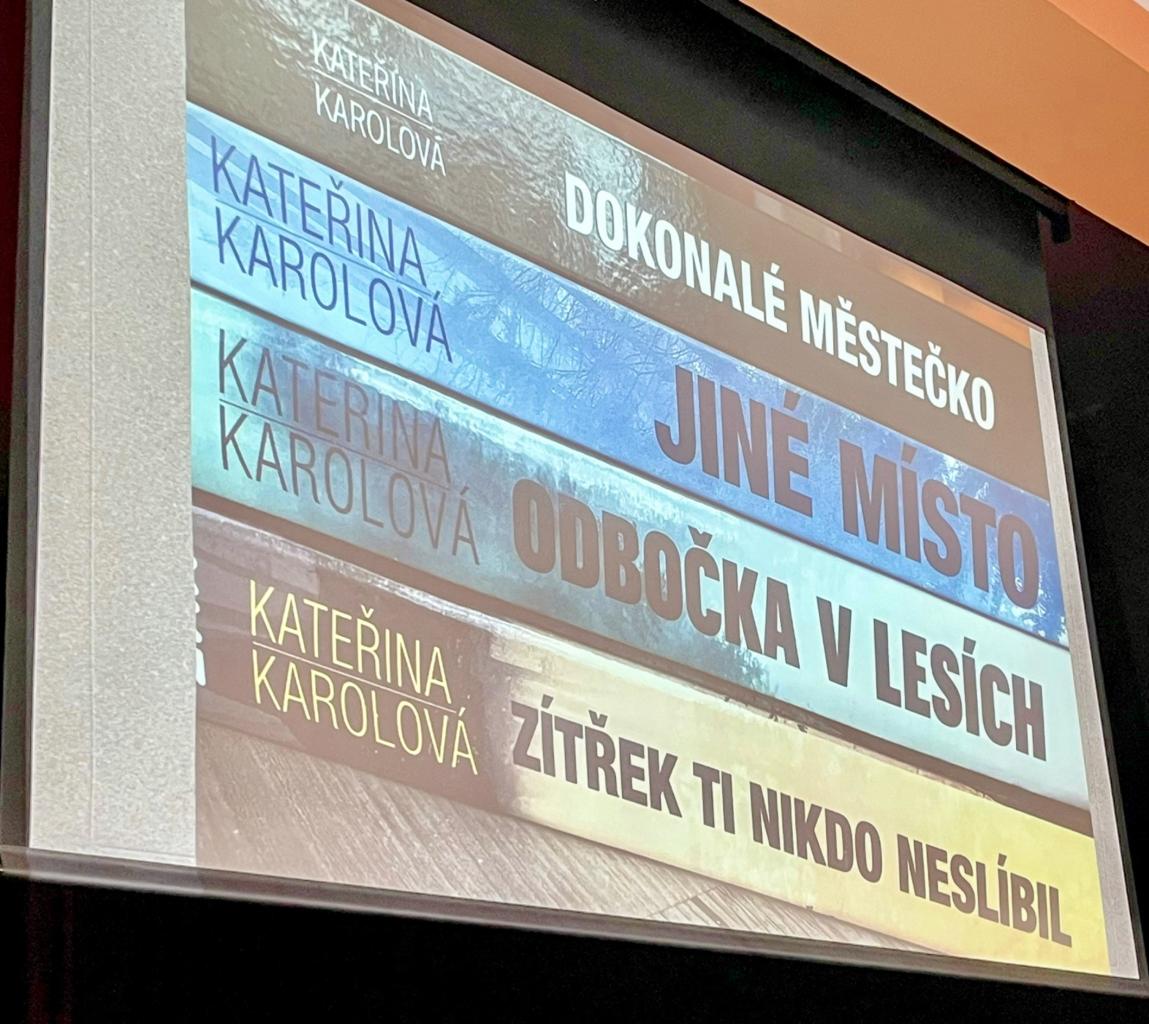 KATEŘINA
KAROLOVÁ
DOKONALÉ MĚSTEČKO
KATEŘINA
KAROLOVÁ
JINÉ MÍSTO
KATEŘINA
KAROLOVÁ
ODBOČKA V LESÍCH
KATEŘINA
KAROLOVÁ
ZÍTŘEK TI NIKDO NESLÍBIL